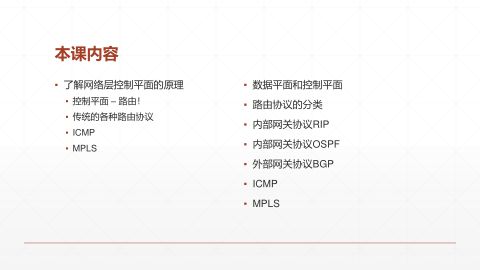 本课内容
▪ 了解网络层控制平面的原理
▪ 控制平面 – 路由！
▪ 传统的各种路由协议
▪ ICMP
▪ MPLS
▪ 数据平面和控制平面
▪ 路由协议的分类
▪ 内部网关协议RIP
▪ 内部网关协议OSPF
▪ 外部网关协议BGP
▪ ICMP
▪ MPLS